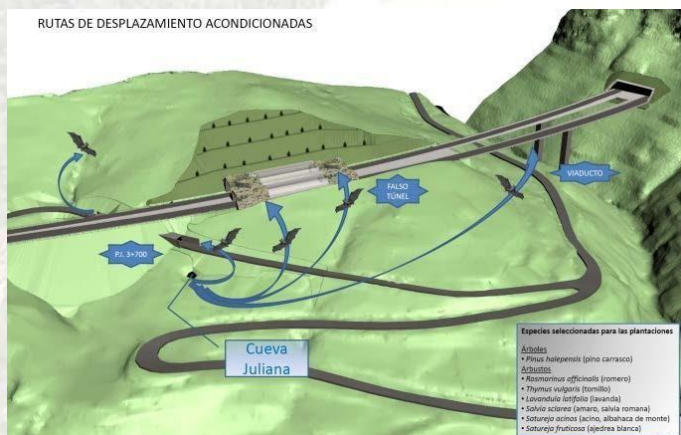 RUTAS DE DESPLAZAMIENTO ACONDICIONADAS
VIADUCTO
FALSO
TÚNEL
P.I. 3+700
Cueva
Juliana
Especies seleccionadas para las plantaciones
Árboles
• Pinus halepensis (pino carrasco)
Arbustos
• Rosmarinus officinalis (romero)
• Thymus vulgaris (tomillo)
• Lavandula latifolia (lavanda)
• Salvia sclarea (amaro, salvia romana)
• Satureja acinos (acino, albahaca de monte)
• Satureja fruticosa (ajedrea blanca)